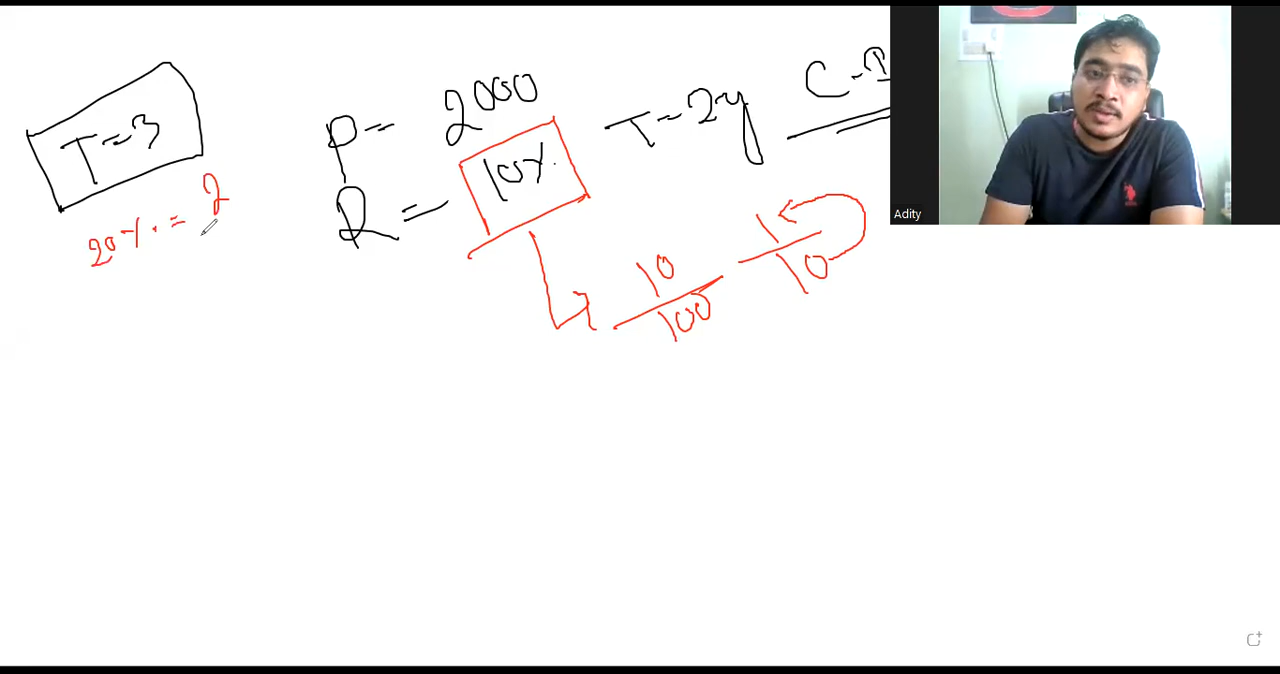 T=3
20%. = 2
P= 2000
R= 10%.
T=2y
C-I
10/100
1/10
Adity